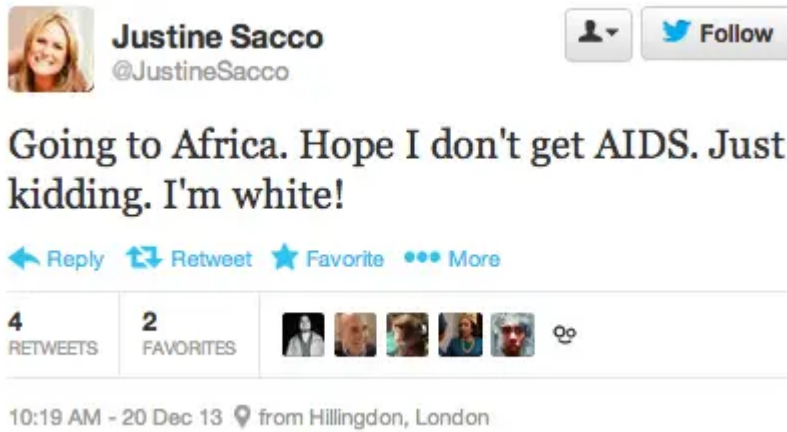 Justine Sacco
@JustineSacco
Follow
Going to Africa. Hope I don't get AIDS. Just
kidding. I'm white!
Reply Retweet Favorite More
4 2
RETWEETS FAVORITES
10:19 AM - 20 Dec 13 from Hillingdon, London